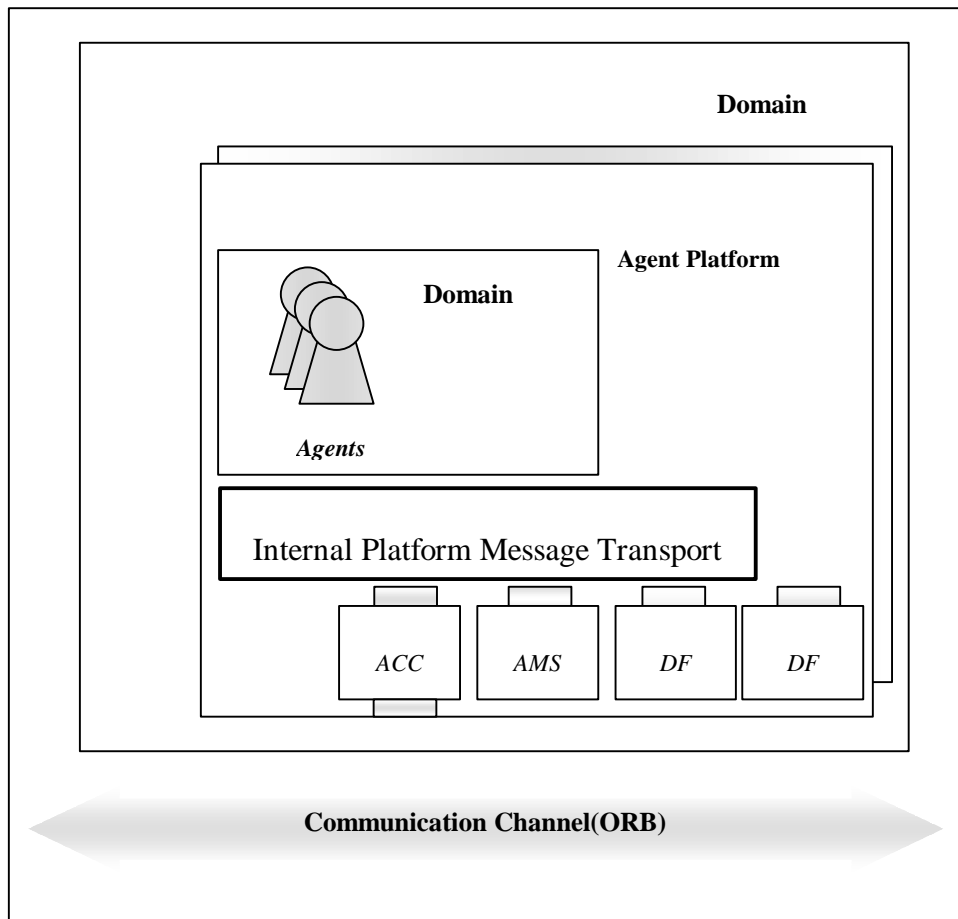 Domain
Agent Platform
Domain
Agents
Internal Platform Message Transport
ACC
AMS
DF
DF
Communication Channel(ORB)